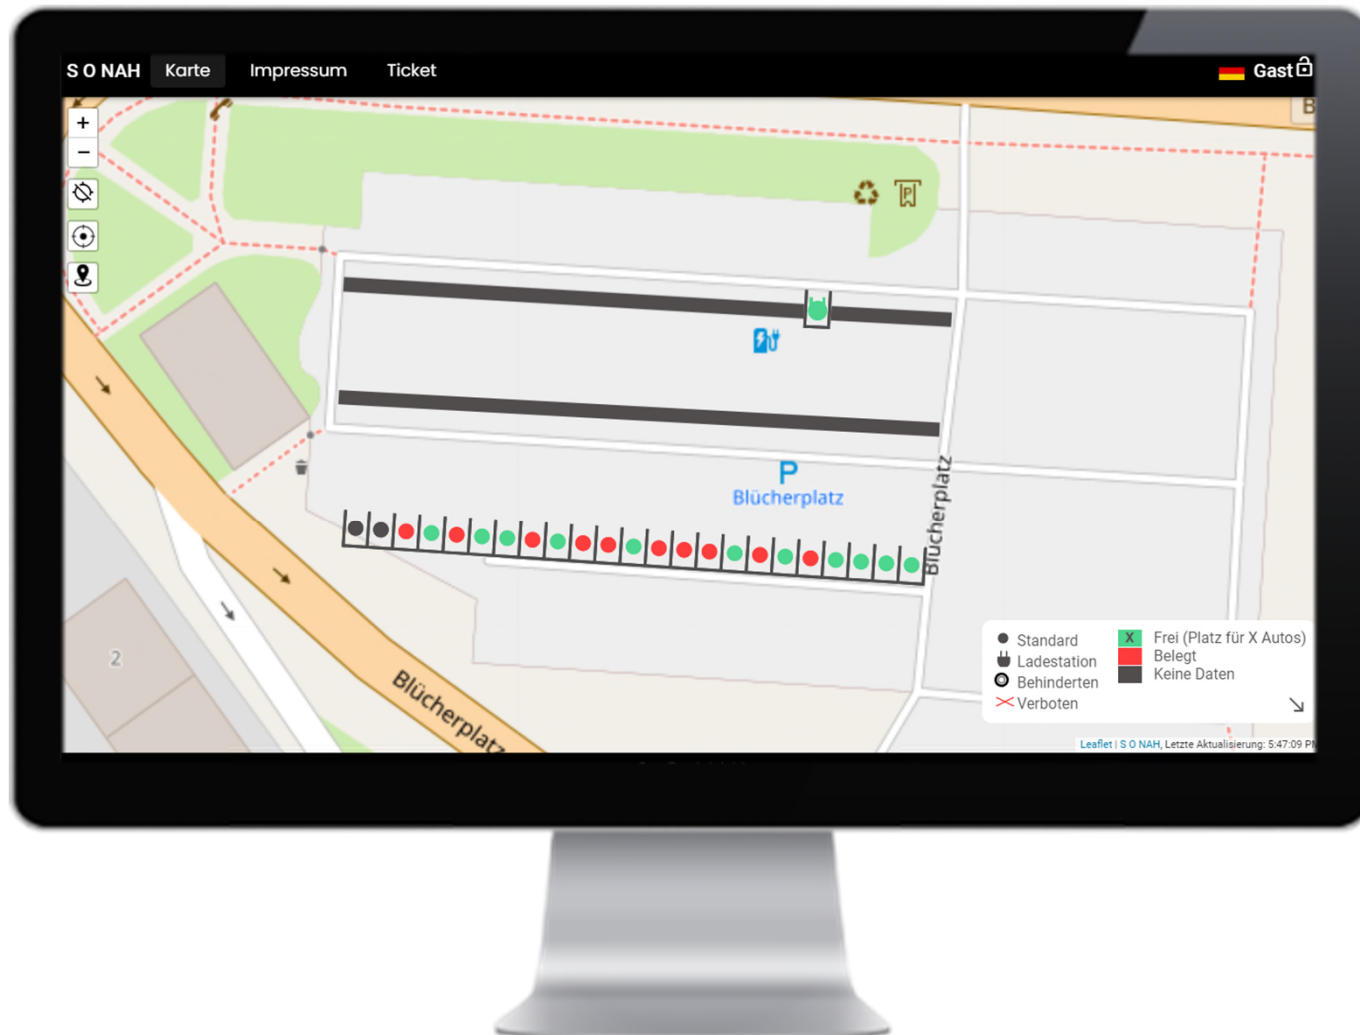 S O NAH Karte Impressum Ticket Gast
+
−
P
Blücherplatz
Blücherplatz
2
Blücherplatz
Standard
Ladestation
Behinderten
Verboten
X Frei (Platz für X Autos)
Belegt
Keine Daten
Leaflet | S O NAH, Letzte Aktualisierung: 5:47:09 PM